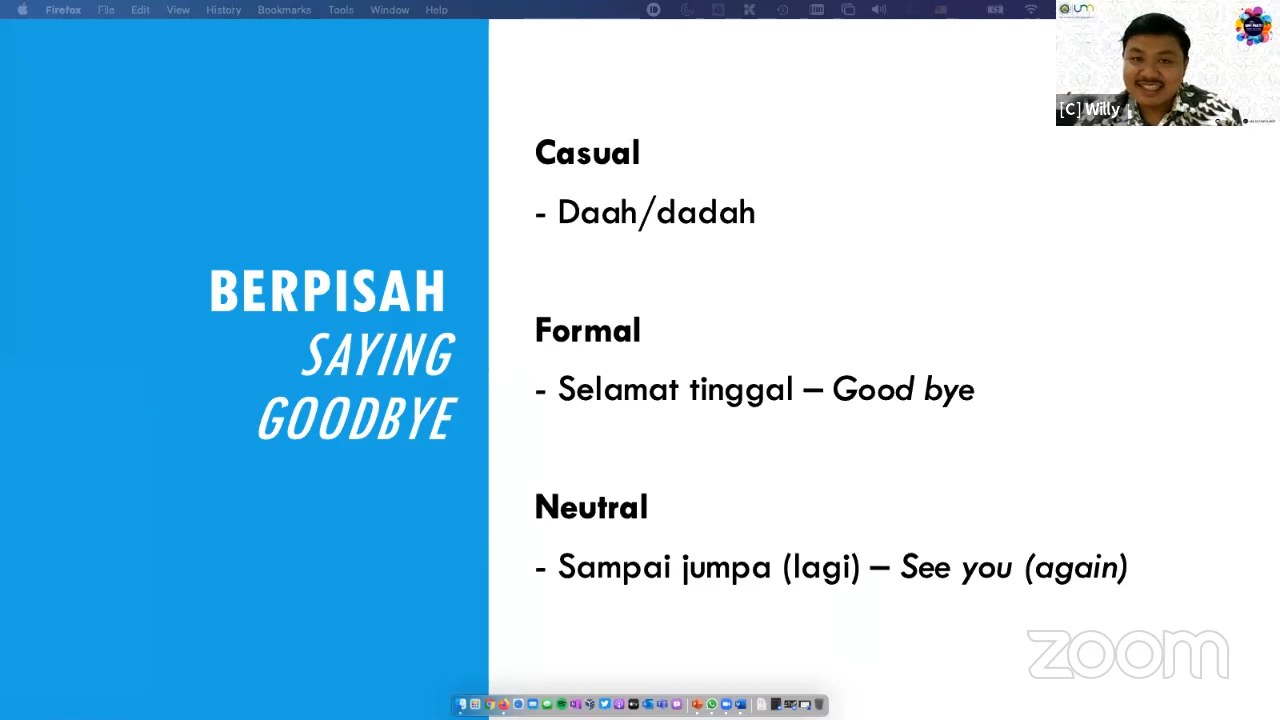 Firefox File Edit View History Bookmarks Tools Window Help
[C] Willy
BERPISAH
SAYING
GOODBYE
Casual
- Daah/dadah
Formal
- Selamat tinggal – Good bye
Neutral
- Sampai jumpa (lagi) – See you (again)
zoom